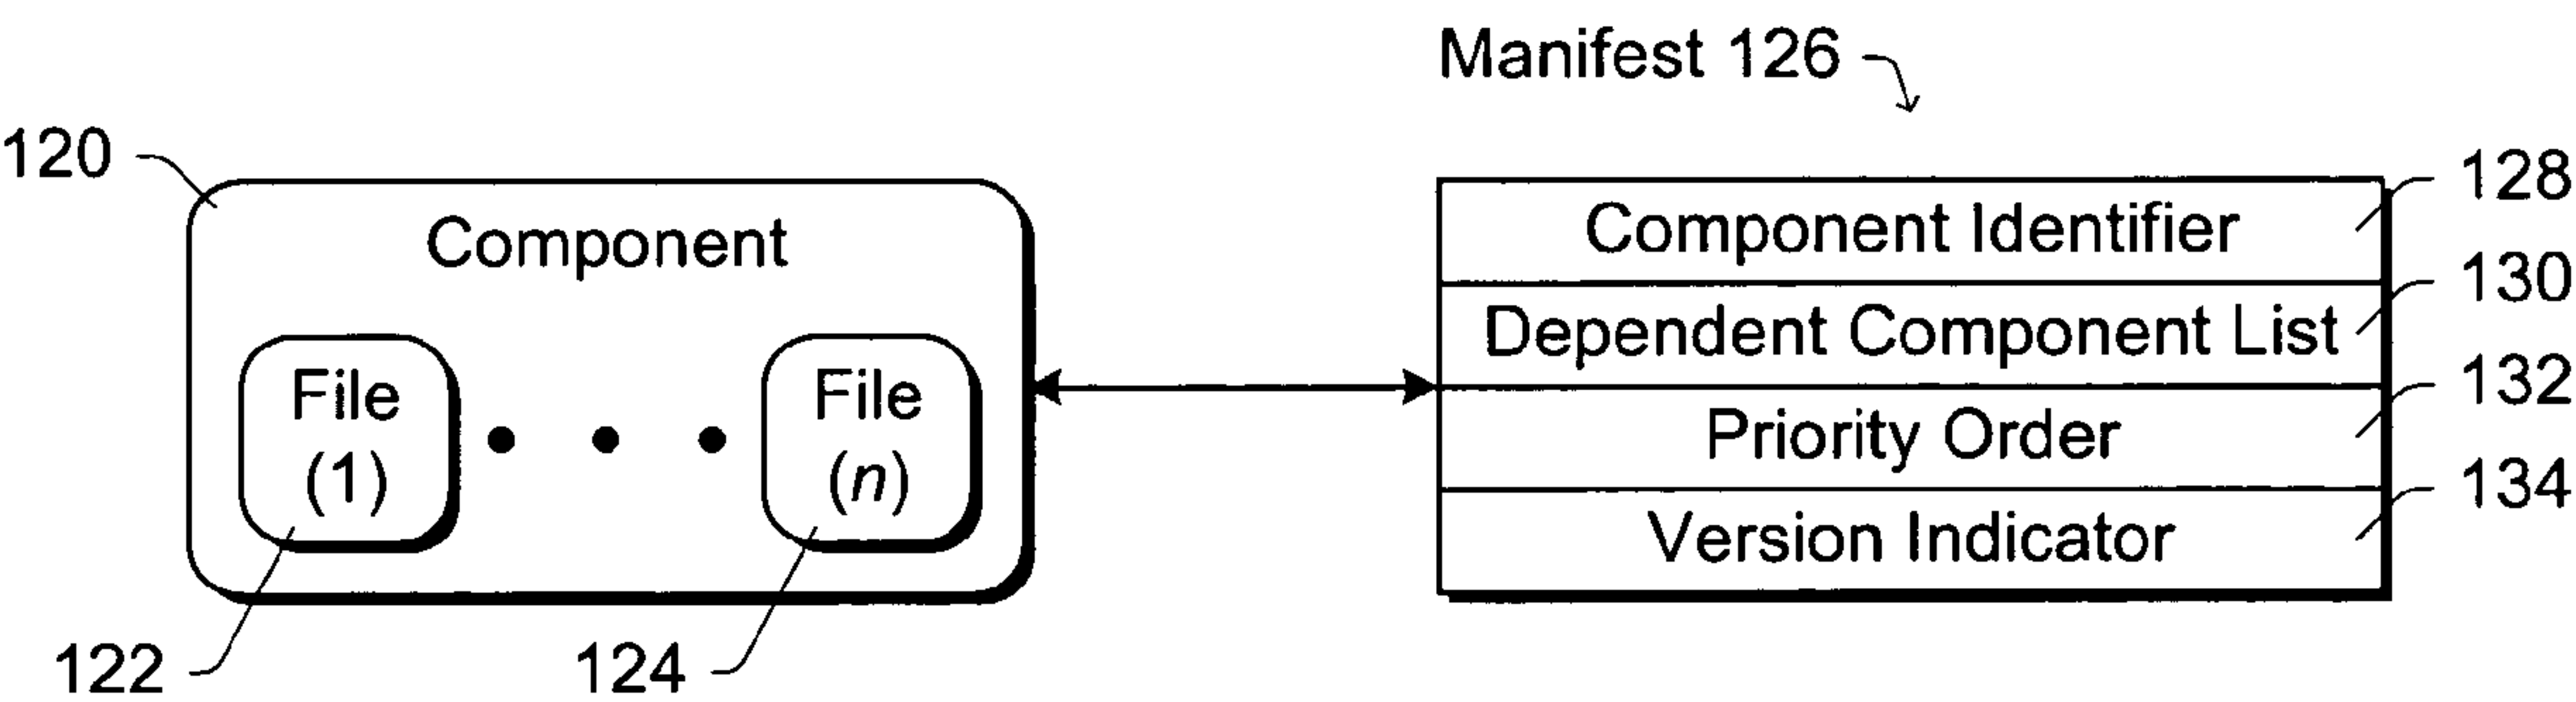 Manifest 126
120
Component
File
(1)
File
(n)
122
124
Component Identifier
128
Dependent Component List
130
Priority Order
132
Version Indicator
134